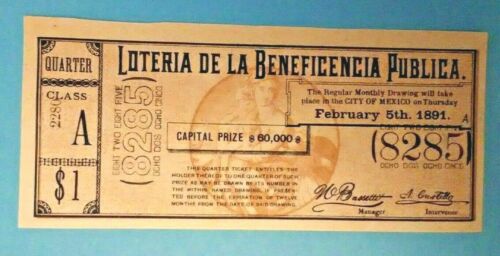 QUARTER
CLASS
A
$1
LOTERIA DE LA BENEFICENCIA PUBLICA.
EIGHT TWO EIGHT FIVE
(8285)
OCHO DOS OCHO CINCO
The Regular Monthly Drawing will take
place in the CITY OF MEXICO on Thursday
February 5th. 1891.
A
CAPITAL PRIZE $ 60,000 $
EIGHT TWO EIGHT FIVE
(8285)
OCHO DOS OCHO CINCO
THIS QUARTER TICKET ENTITLES THE
HOLDER THEREOF TO ONE QUARTER OF SUCH
PRIZE AS MAY BE DRAWN BY ITS NUMBER IN
THE WITHIN NAMED DRAWING, IF PRESEN-
TED BEFORE THE EXPIRATION OF TWELVE
MONTHS FROM THE DATE OF SAID DRAWING.
Bassetti
Manager
A. Castillo
Interventor